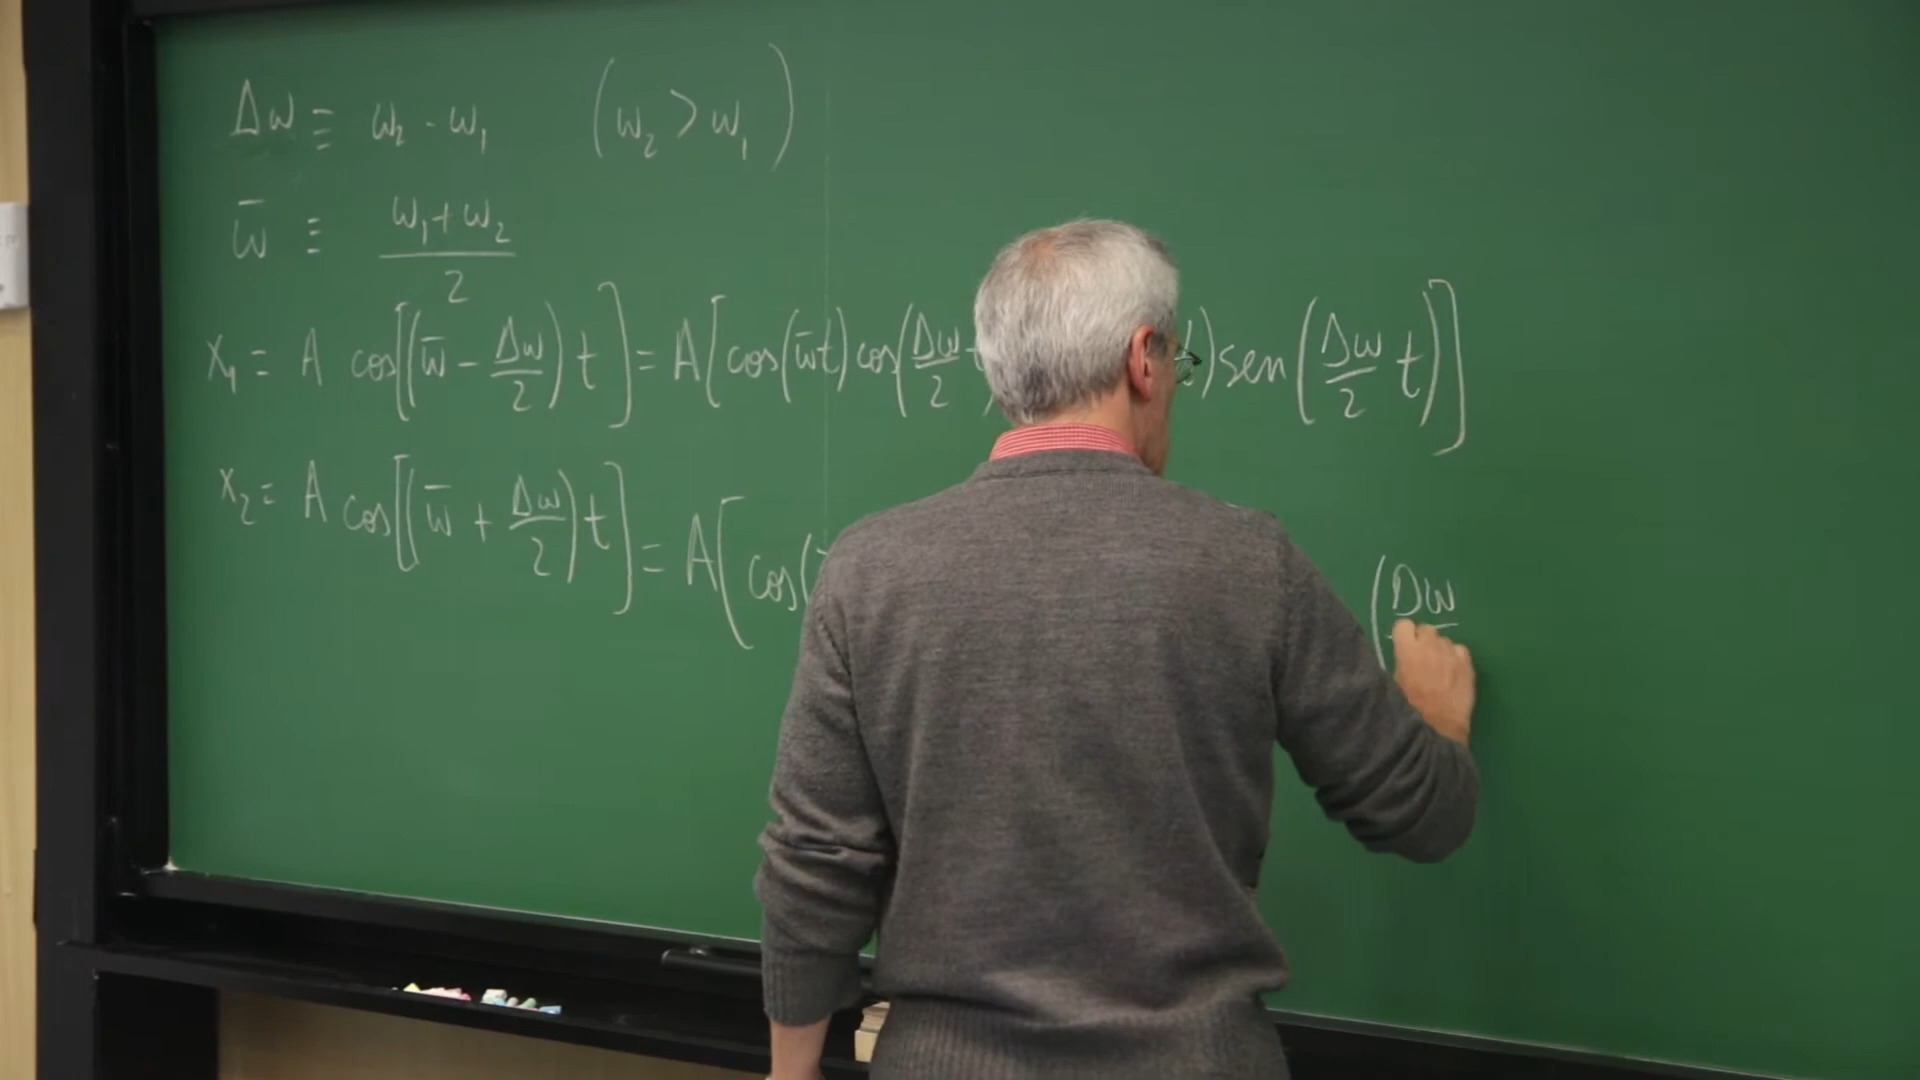 Δω ≡ ω₂ - ω₁ (ω₂ > ω₁)
ω̄ ≡ (ω₁+ω₂)/2
x₁ = A cos[(ω̄ - Δω/2)t] = A[cos(ω̄t)cos(Δω/2 t)sen(Δω/2 t)]
x₂ = A cos[(ω̄ + Δω/2)t] = A[cos( (Δω